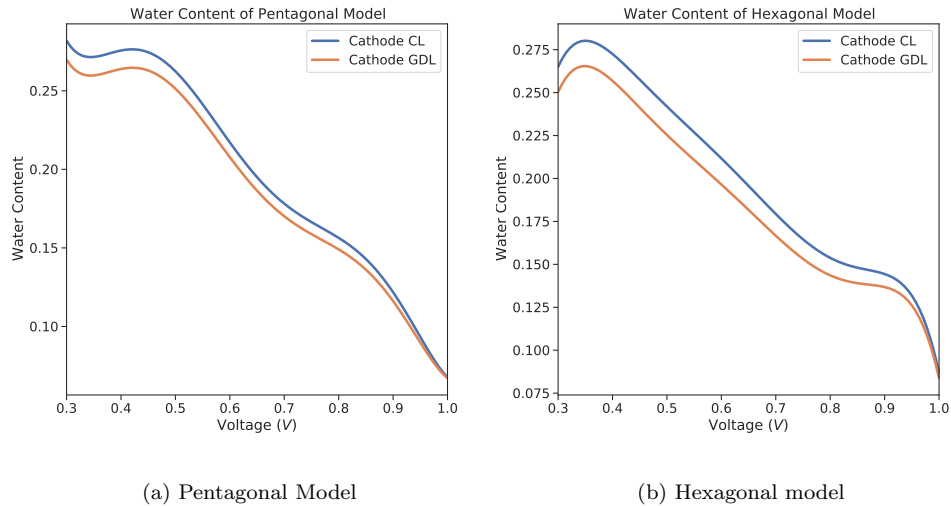 Water Content of Pentagonal Model
Cathode CL
Cathode GDL
Water Content
0.25
0.20
0.15
0.10
0.3 0.4 0.5 0.6 0.7 0.8 0.9 1.0
Voltage (V)
(a) Pentagonal Model
Water Content of Hexagonal Model
Cathode CL
Cathode GDL
Water Content
0.275
0.250
0.225
0.200
0.175
0.150
0.125
0.100
0.075
0.3 0.4 0.5 0.6 0.7 0.8 0.9 1.0
Voltage (V)
(b) Hexagonal model